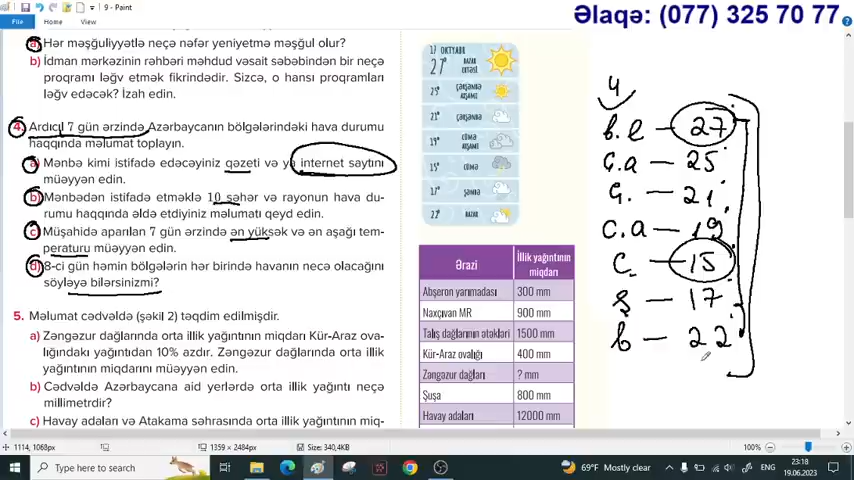 9 - Paint
Əlaqə: (077) 325 70 77
File
Home
View
a) Hər məşğuliyyətlə neçə nəfər yeniyetmə məşğul olur?
b) İdman mərkəzinin rəhbəri məhdud vəsait səbəbindən bir neçə
proqramı ləğv etmək fikrindədir. Sizcə, o hansı proqramları
ləğv edəcək? İzah edin.
4. Ardıcıl 7 gün ərzində Azərbaycanın bölgələrindəki hava durumu
haqqında məlumat toplayın.
a) Mənbə kimi istifadə edəcəyiniz qəzeti və ya internet saytını
müəyyən edin.
b) Mənbədən istifadə etməklə 10 şəhər və rayonun hava du-
rumu haqqında əldə etdiyiniz məlumatı qeyd edin.
c) Müşahidə aparılan 7 gün ərzində ən yüksək və ən aşağı tem-
peraturu müəyyən edin.
d) 8-ci gün həmin bölgələrin hər birində havanın necə olacağını
söyləyə bilərsinizmi?
5. Məlumat cədvəldə (şəkil 2) təqdim edilmişdir.
a) Zəngəzur dağlarında orta illik yağıntının miqdarı Kür-Araz ova-
lığındakı yağıntıdan 10% azdır. Zəngəzur dağlarında orta illik
yağıntının miqdarını müəyyən edin.
b) Cədvəldə Azərbaycana aid yerlərdə orta illik yağıntı neçə
millimetrdir?
c) Havay adaları və Atakama səhrasında orta illik yağıntının miq-
17 OKTYABR
27° BAZAR ERTƏSİ
25° ÇƏRŞƏNBƏ AXŞAMI
21° ÇƏRŞƏNBƏ
19° CÜMƏ AXŞAMI
15° CÜMƏ
17° ŞƏNBƏ
22° BAZAR
Ərazi İllik yağıntının miqdarı
Abşeron yarımadası 300 mm
Naxçıvan MR 900 mm
Talış dağlarının ətəkləri 1500 mm
Kür-Araz ovalığı 400 mm
Zəngəzur dağları ? mm
Şuşa 800 mm
Havay adaları 12000 mm
4
b.e — 27°
ç.a — 25°
ç. — 21°
c.a — 19°
c — 15°
ş — 17°
b — 22°
1114, 1068px
1359 × 2484px
Size: 340,4KB
100%
Type here to search
69°F Mostly clear
ENG
23:18
19.06.2023